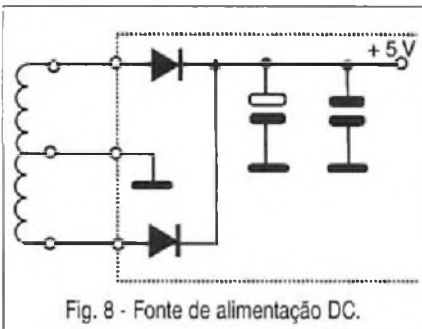 + 5 V
Fig. 8 - Fonte de alimentação DC.